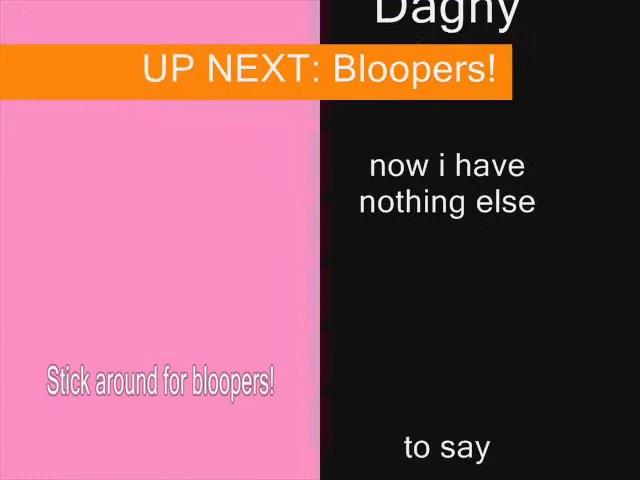 Dagny
UP NEXT: Bloopers!
now i have
nothing else
Stick around for bloopers!
to say